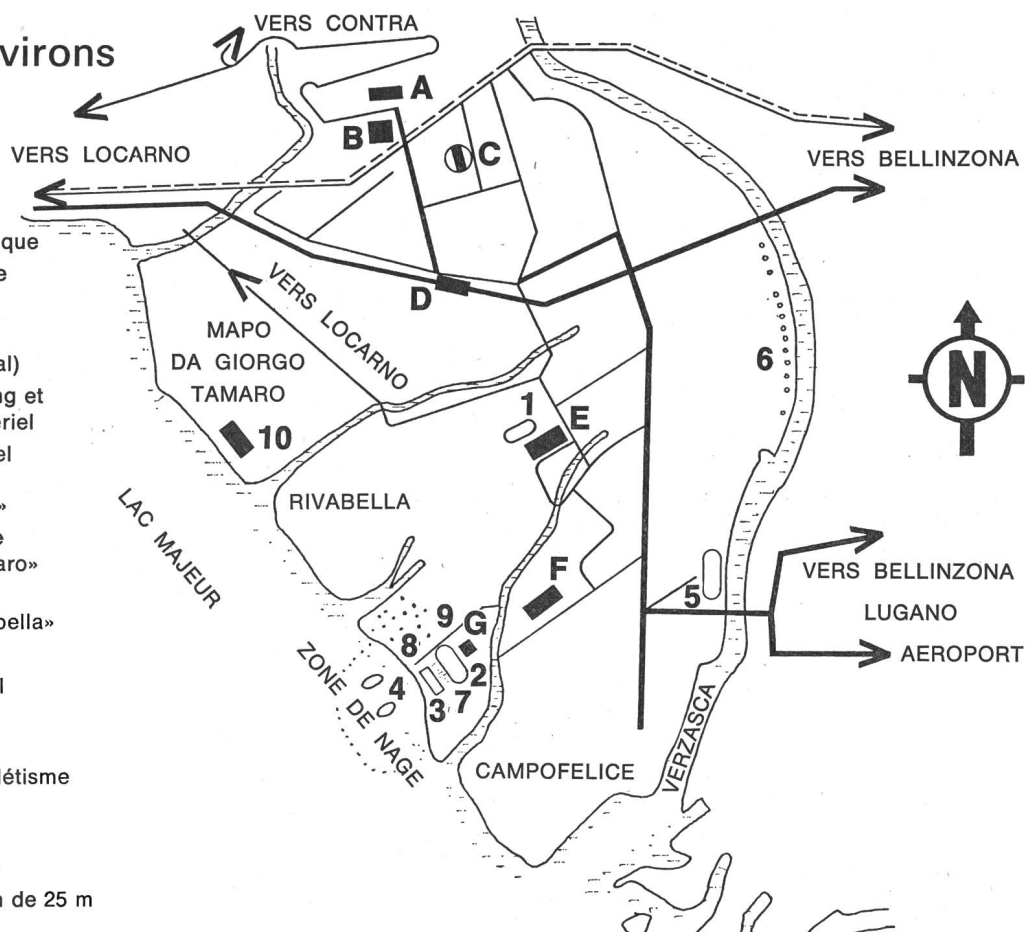 virons
VERS CONTRA
A
B
C
VERS LOCARNO
VERS BELLINZONA
que
e
D
VERS LOCARNO
MAPO
DA GIORGO
TAMARO
al)
ng et
ériel
el
»
e
aro»
bella»
l
létisme
n de 25 m
6
N
1
E
10
RIVABELLA
LAC MAJEUR
F
5
VERS BELLINZONA
LUGANO
AEROPORT
9
G
8
2
4
3
7
ZONE DE NAGE
CAMPOFELICE
VERZASCA